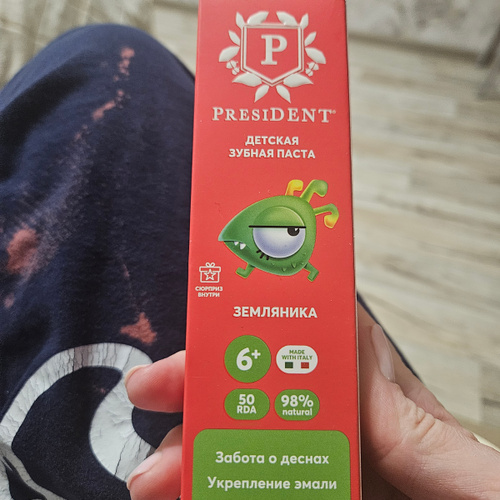 P
PRESIDENT®
ДЕТСКАЯ
ЗУБНАЯ ПАСТА
СЮРПРИЗ
ВНУТРИ
ЗЕМЛЯНИКА
6+
MADE
WITH ITALY
50
RDA
98%
natural
Забота о деснах
Укрепление эмали